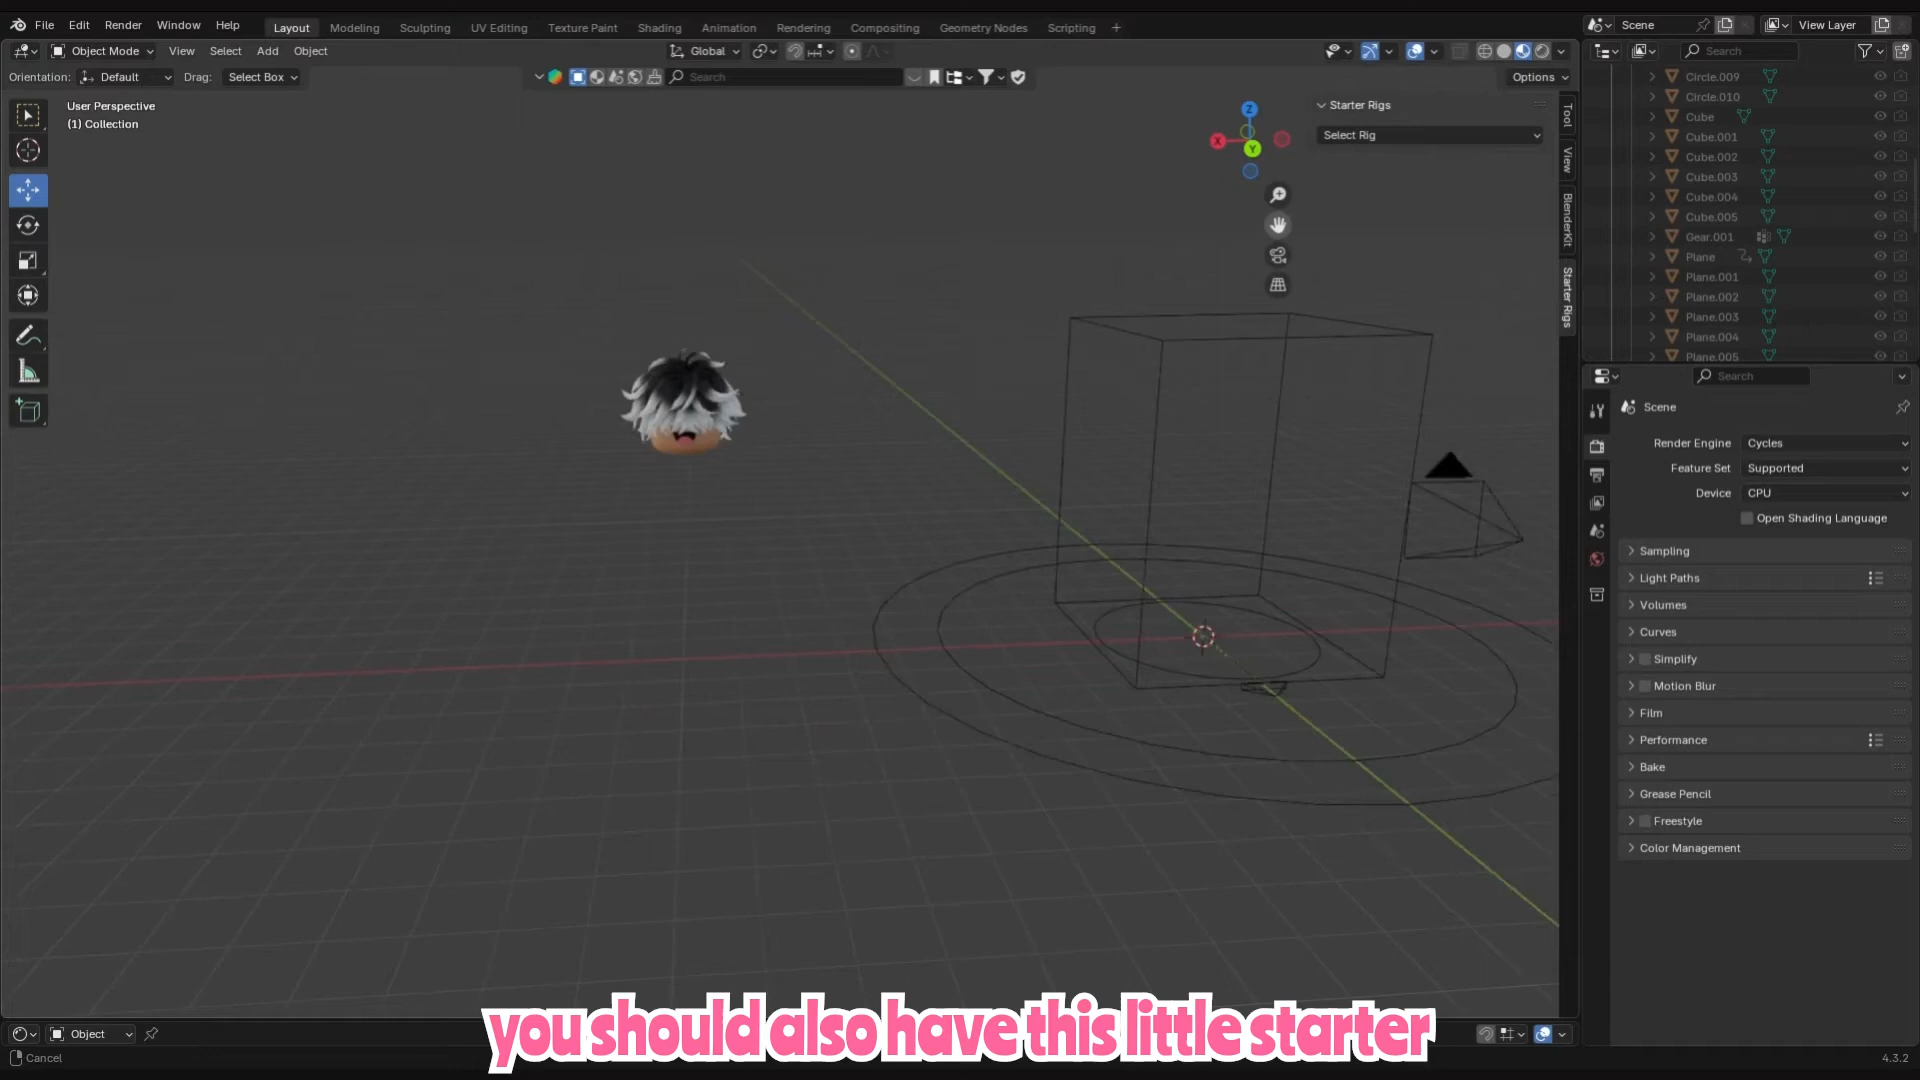 File Edit Render Window Help Layout Modeling Sculpting UV Editing Texture Paint Shading Animation Rendering Compositing Geometry Nodes Scripting + Scene View Layer
Object Mode View Select Add Object Global Search
Orientation: Default Drag: Select Box Search Options
User Perspective
(1) Collection
Z
X
Y
Starter Rigs
Select Rig
Tool
View
BlenderKit
Starter Rigs
Circle.009
Circle.010
Cube
Cube.001
Cube.002
Cube.003
Cube.004
Cube.005
Gear.001
Plane
Plane.001
Plane.002
Plane.003
Plane.004
Plane.005
Search
Scene
Render Engine Cycles
Feature Set Supported
Device CPU
Open Shading Language
Sampling
Light Paths
Volumes
Curves
Simplify
Motion Blur
Film
Performance
Bake
Grease Pencil
Freestyle
Color Management
you should also have this little starter
Object
Cancel 4.3.2